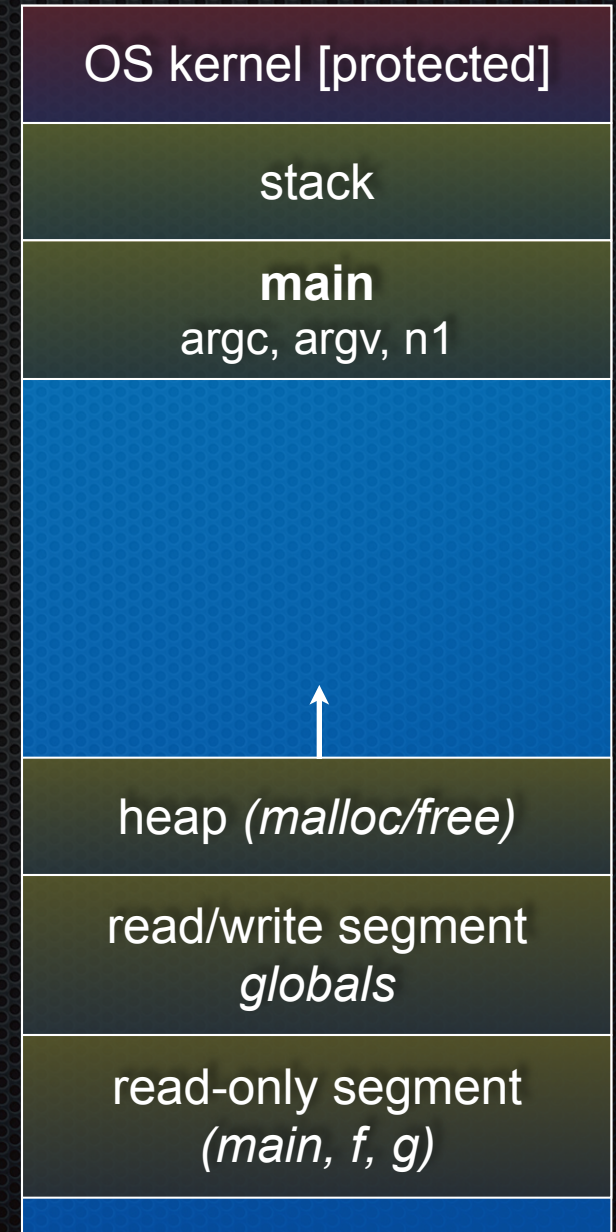 OS kernel [protected]
stack
main
argc, argv, n1
heap (malloc/free)
read/write segment
globals
read-only segment
(main, f, g)